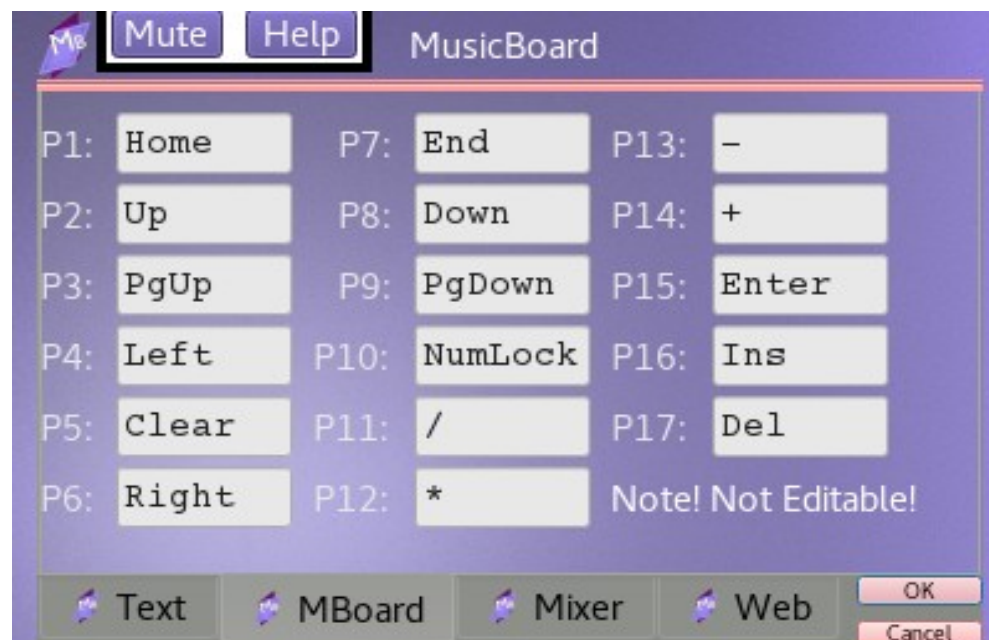 MB Mute Help MusicBoard
P1: Home P7: End P13: -
P2: Up P8: Down P14: +
P3: PgUp P9: PgDown P15: Enter
P4: Left P10: NumLock P16: Ins
P5: Clear P11: / P17: Del
P6: Right P12: * Note! Not Editable!
Text MBoard Mixer Web OK
Cancel